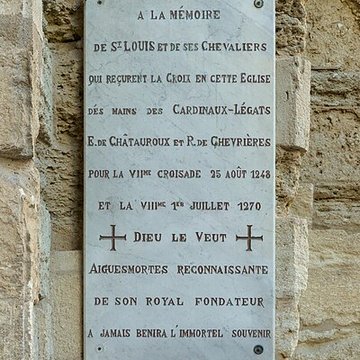 A LA MÉMOIRE
DE ST LOUIS ET DE SES CHEVALIERS
QUI REÇURENT LA CROIX EN CETTE EGLISE
DES MAINS DES CARDINAUX-LÉGATS
E. DE CHÂTAUROUX ET R. DE CHEVRIÈRES
POUR LA VIIME CROISADE 25 AOÛT 1248
ET LA VIIIME 1ER JUILLET 1270
DIEU LE VEUT
AIGUESMORTES RECONNAISSANTE
DE SON ROYAL FONDATEUR
A JAMAIS BENIRA L'IMMORTEL SOUVENIR